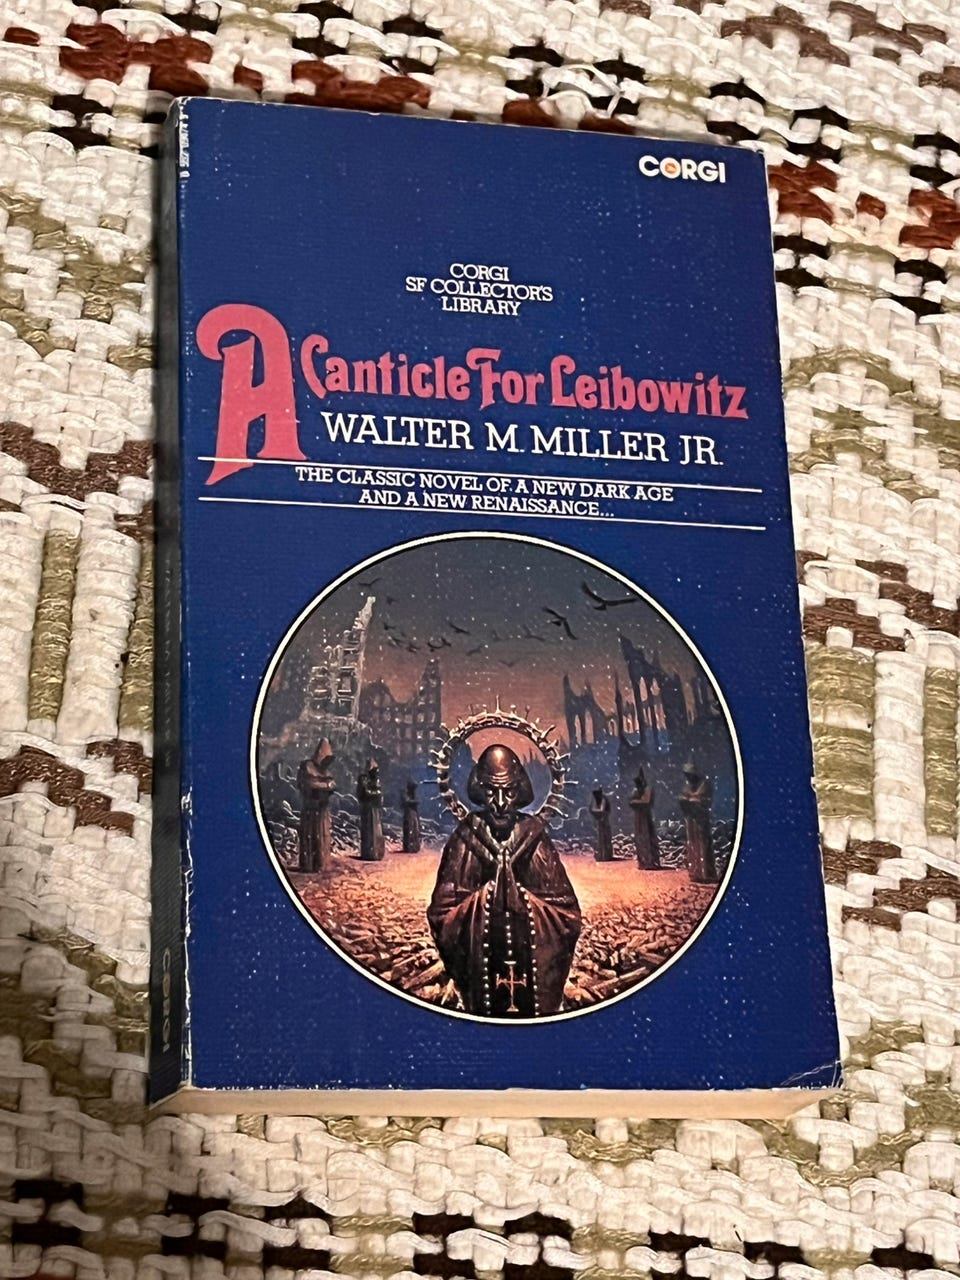 CORGI
CORGI
SF COLLECTOR'S
LIBRARY
A Canticle For Leibowitz
WALTER M. MILLER JR.
THE CLASSIC NOVEL OF A NEW DARK AGE
AND A NEW RENAISSANCE...
CORGI